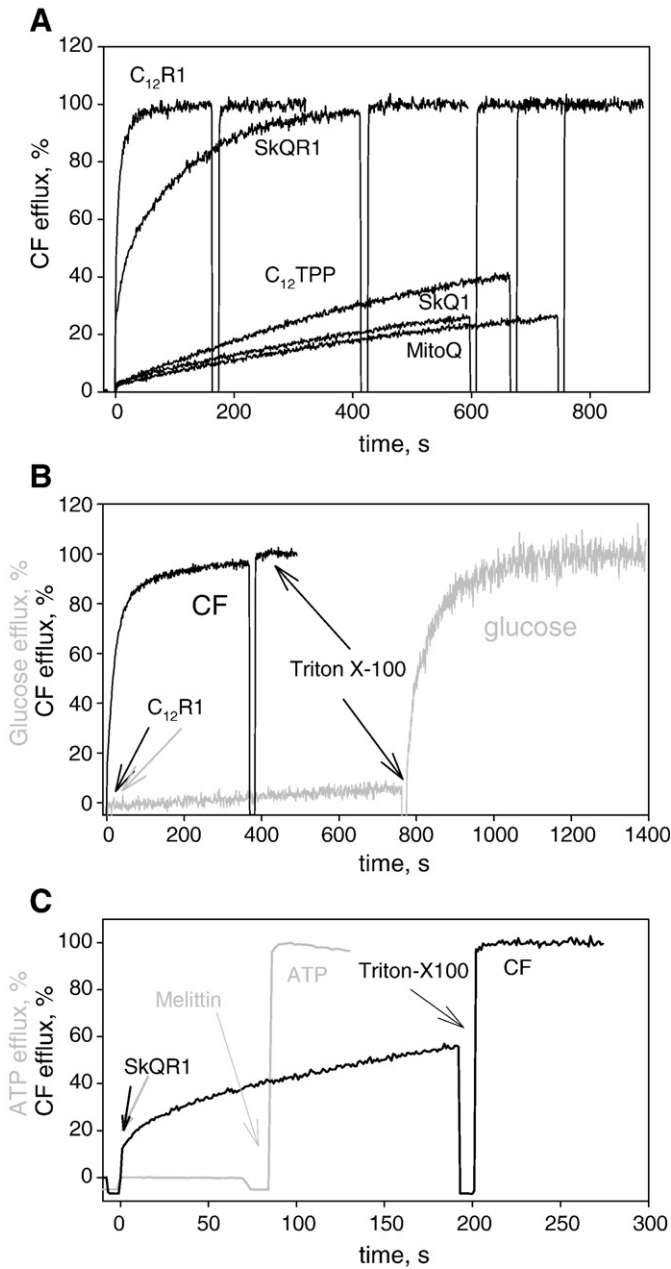 A
120
100
80
60
40
20
0
CF efflux, %
C₁₂R1
SkQR1
C₁₂TPP
SkQ1
MitoQ
0 200 400 600 800
time, s
B
120
100
80
60
40
20
0
Glucose efflux, %
CF efflux, %
CF
glucose
Triton X-100
C₁₂R1
0 200 400 600 800 1000 1200 1400
time, s
C
100
80
60
40
20
0
ATP efflux, %
CF efflux, %
ATP
Triton-X100
CF
Melittin
SkQR1
0 50 100 150 200 250 300
time, s